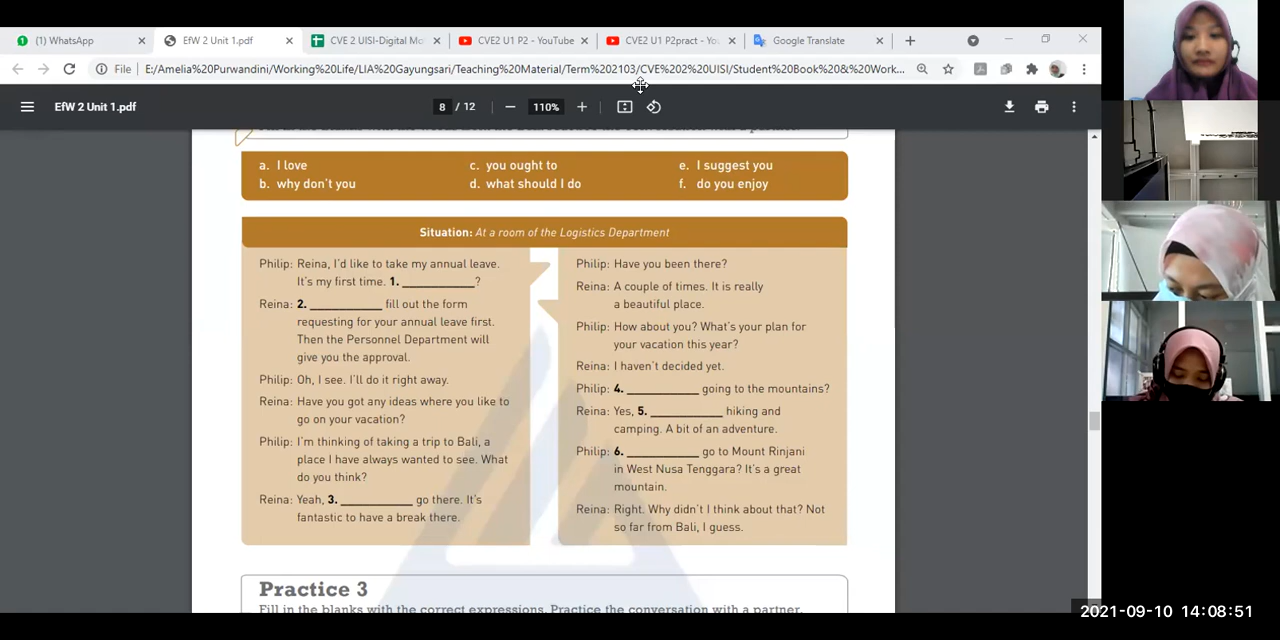 (1) WhatsApp
EfW 2 Unit 1.pdf
CVE 2 UISI-Digital Mo
CVE2 U1 P2 - YouTube
CVE2 U1 P2pract - You
Google Translate
File E:/Amelia%20Purwandini/Working%20Life/LIA%20Gayungsari/Teaching%20Material/Term%202103/CVE%202%20UISI/Student%20Book%20&%20Work...
EfW 2 Unit 1.pdf
8 / 12
110%
a. I love
b. why don't you
c. you ought to
d. what should I do
e. I suggest you
f. do you enjoy
Situation: At a room of the Logistics Department
Philip: Reina, I'd like to take my annual leave.
It's my first time. 1. ____________?
Reina: 2. ____________ fill out the form
requesting for your annual leave first.
Then the Personnel Department will
give you the approval.
Philip: Oh, I see. I'll do it right away.
Reina: Have you got any ideas where you like to
go on your vacation?
Philip: I'm thinking of taking a trip to Bali, a
place I have always wanted to see. What
do you think?
Reina: Yeah, 3. ____________ go there. It's
fantastic to have a break there.
Philip: Have you been there?
Reina: A couple of times. It is really
a beautiful place.
Philip: How about you? What's your plan for
your vacation this year?
Reina: I haven't decided yet.
Philip: 4. ____________ going to the mountains?
Reina: Yes, 5. ____________ hiking and
camping. A bit of an adventure.
Philip: 6. ____________ go to Mount Rinjani
in West Nusa Tenggara? It's a great
mountain.
Reina: Right. Why didn't I think about that? Not
so far from Bali, I guess.
Practice 3
Fill in the blanks with the correct expressions. Practice the conversation with a partner.
2021-09-10 14:08:51